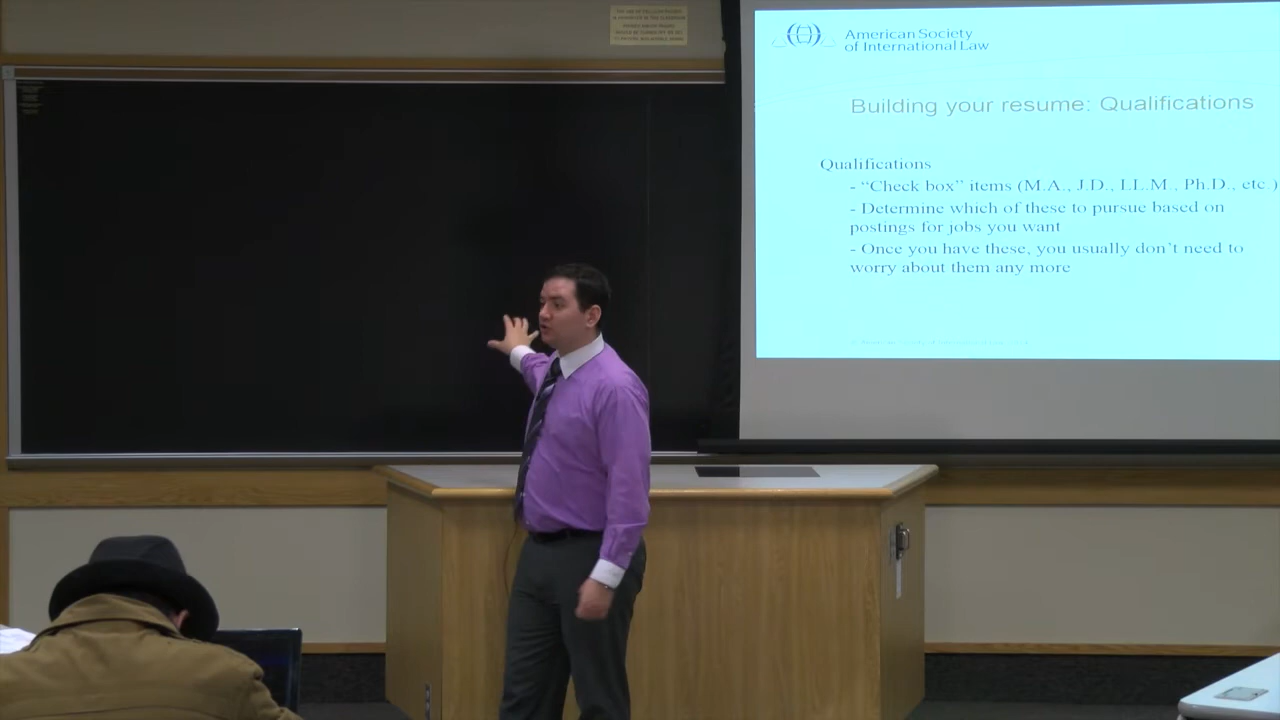 American Society
of International Law
Building your resume: Qualifications
Qualifications
- “Check box” items (M.A., J.D., LL.M., Ph.D., etc.)
- Determine which of these to pursue based on
postings for jobs you want
- Once you have these, you usually don’t need to
worry about them any more